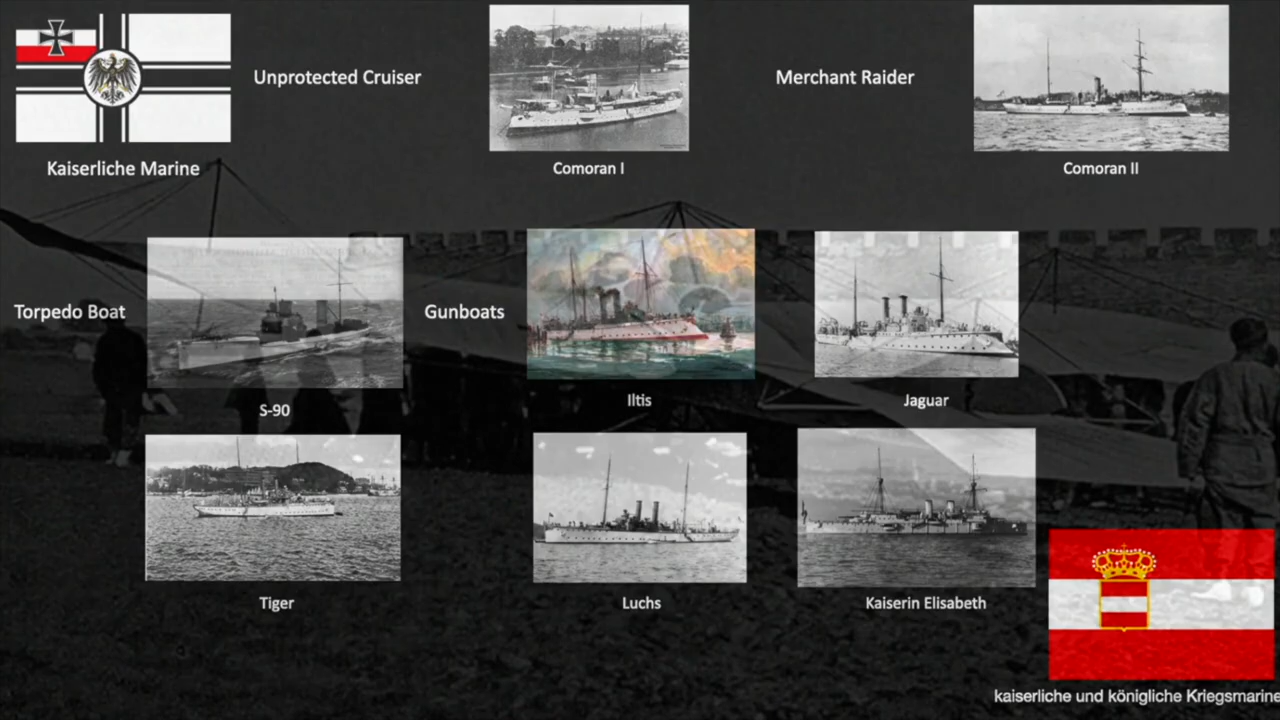 Unprotected Cruiser
Merchant Raider
Kaiserliche Marine
Comoran I
Comoran II
Torpedo Boat
Gunboats
S-90
Iltis
Jaguar
Tiger
Luchs
Kaiserin Elisabeth
kaiserliche und königliche Kriegsmarine